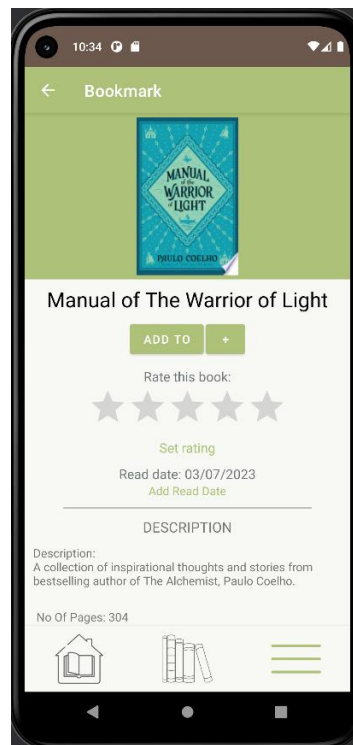 10:34
Bookmark
MANUAL
of the
WARRIOR
of LIGHT
PAULO COELHO
Manual of The Warrior of Light
ADD TO +
Rate this book:
Set rating
Read date: 03/07/2023
Add Read Date
DESCRIPTION
Description:
A collection of inspirational thoughts and stories from
bestselling author of The Alchemist, Paulo Coelho.
No Of Pages: 304